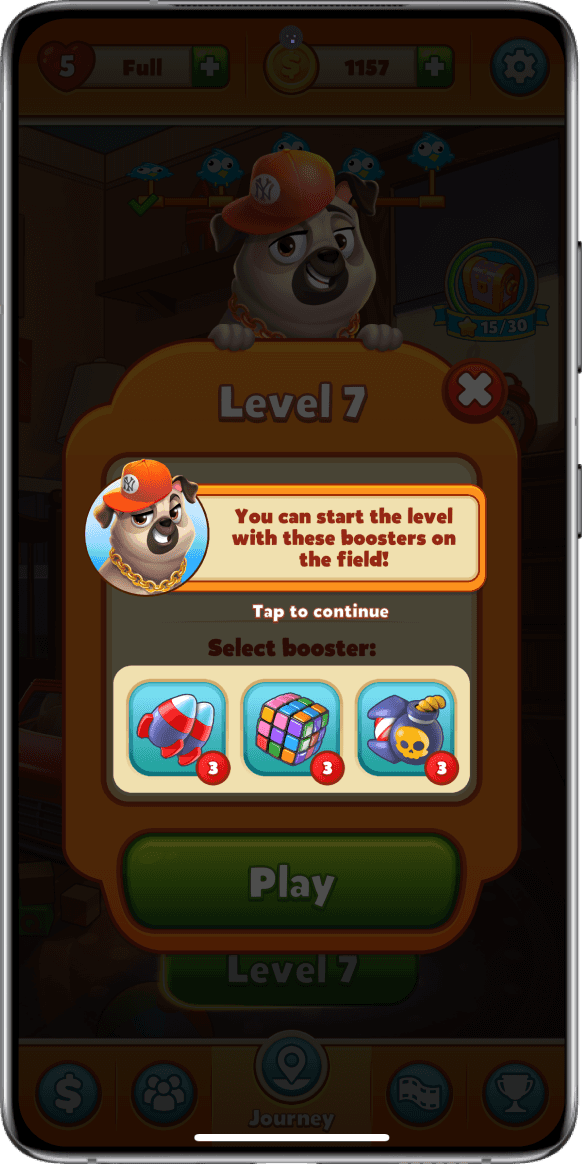 5
Full
1157
15/30
Level 7
You can start the level
with these boosters on
the field!
Tap to continue
Select booster:
3
3
3
Play
Level 7
Journey